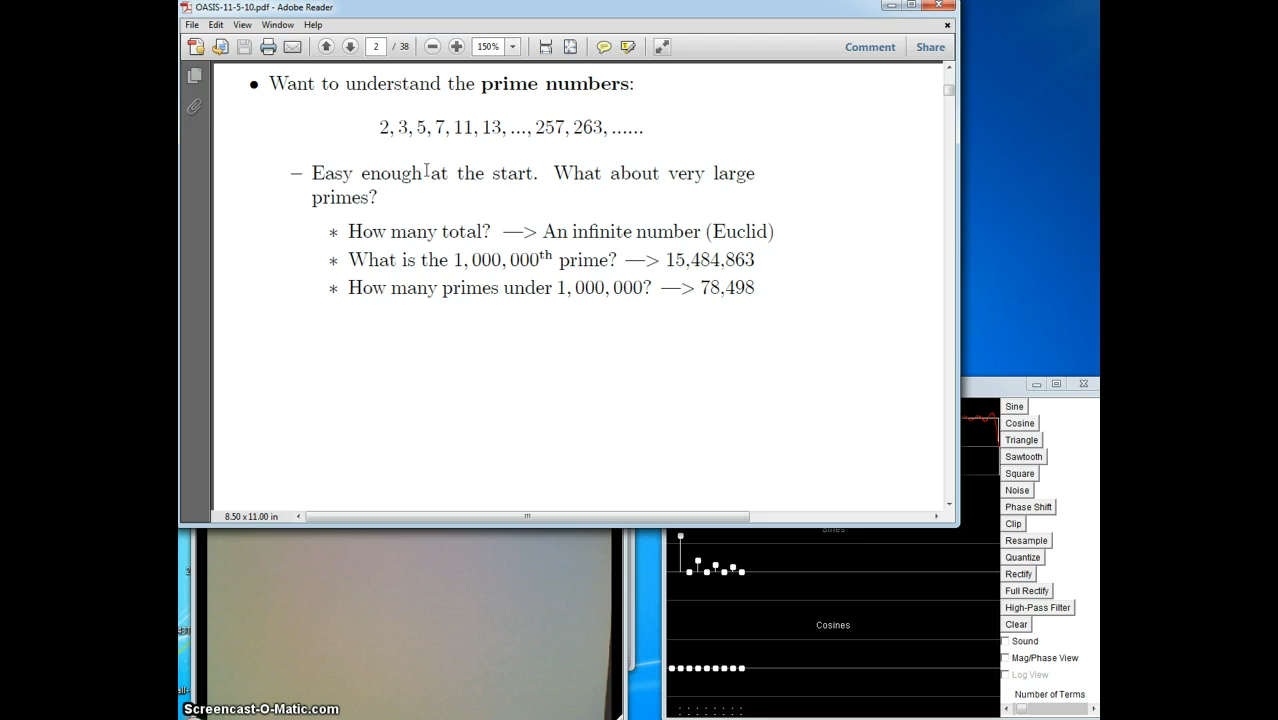 OASIS-11-5-10.pdf - Adobe Reader
File Edit View Window Help
2 / 38 150% Comment Share
• Want to understand the prime numbers:
2, 3, 5, 7, 11, 13, ..., 257, 263, ......
– Easy enough at the start. What about very large
primes?
∗ How many total? —> An infinite number (Euclid)
∗ What is the 1,000,000th prime? —> 15,484,863
∗ How many primes under 1,000,000? —> 78,498
8.50 x 11.00 in
Sine
Cosine
Triangle
Sawtooth
Square
Noise
Phase Shift
Clip
Resample
Quantize
Rectify
Full Rectify
High-Pass Filter
Clear
Sound
Mag/Phase View
Log View
Number of Terms
Sines
Cosines
Screencast-O-Matic.com